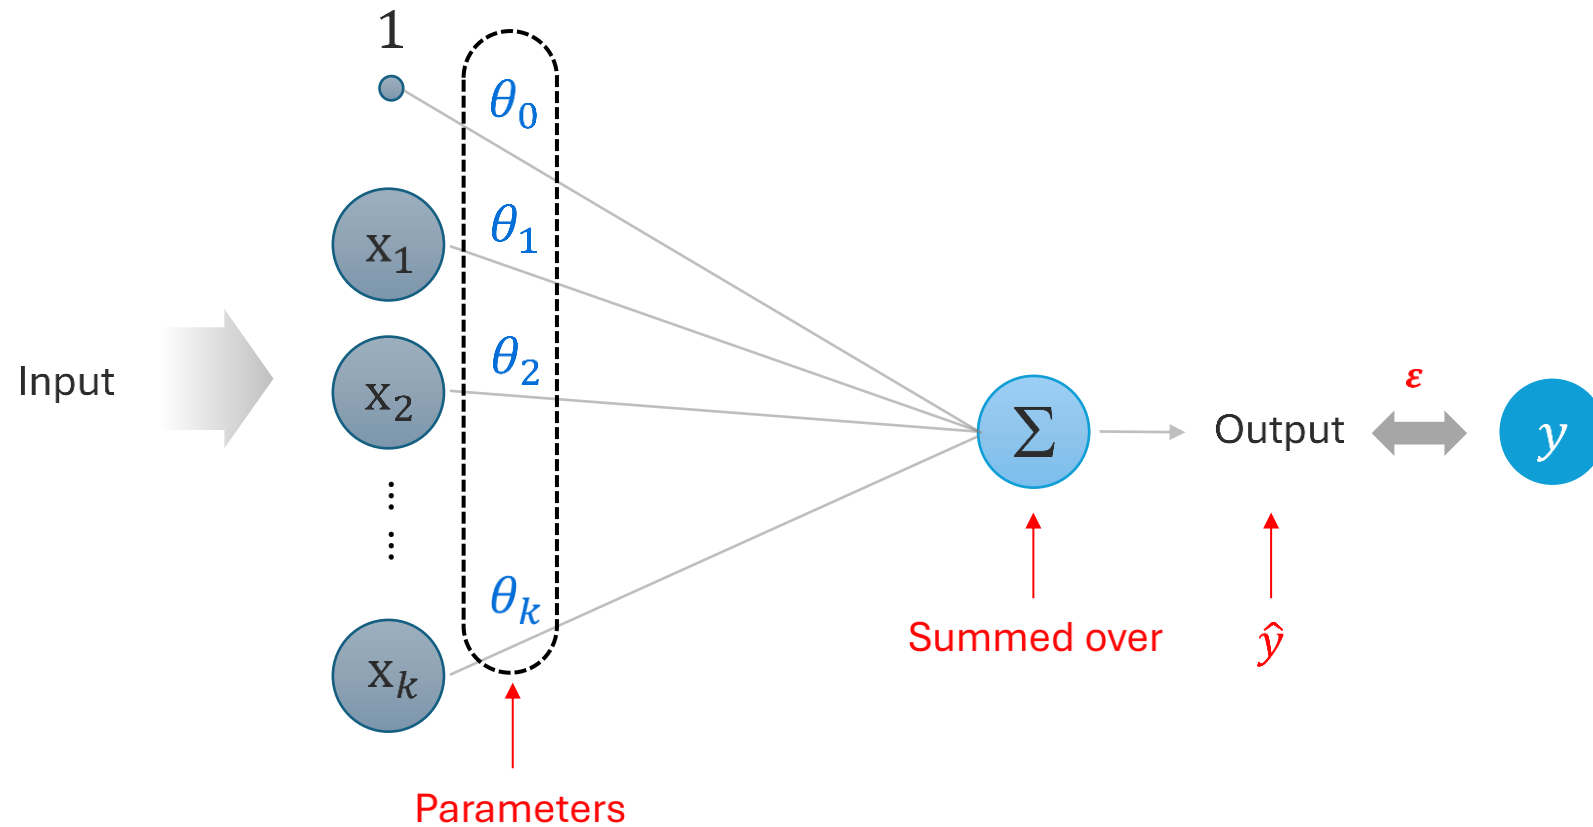 1
θ₀
x₁
θ₁
Input
x₂
θ₂
⋮
⋮
x𝑘
θ𝑘
Σ
Output
ε
y
Summed over
ŷ
Parameters